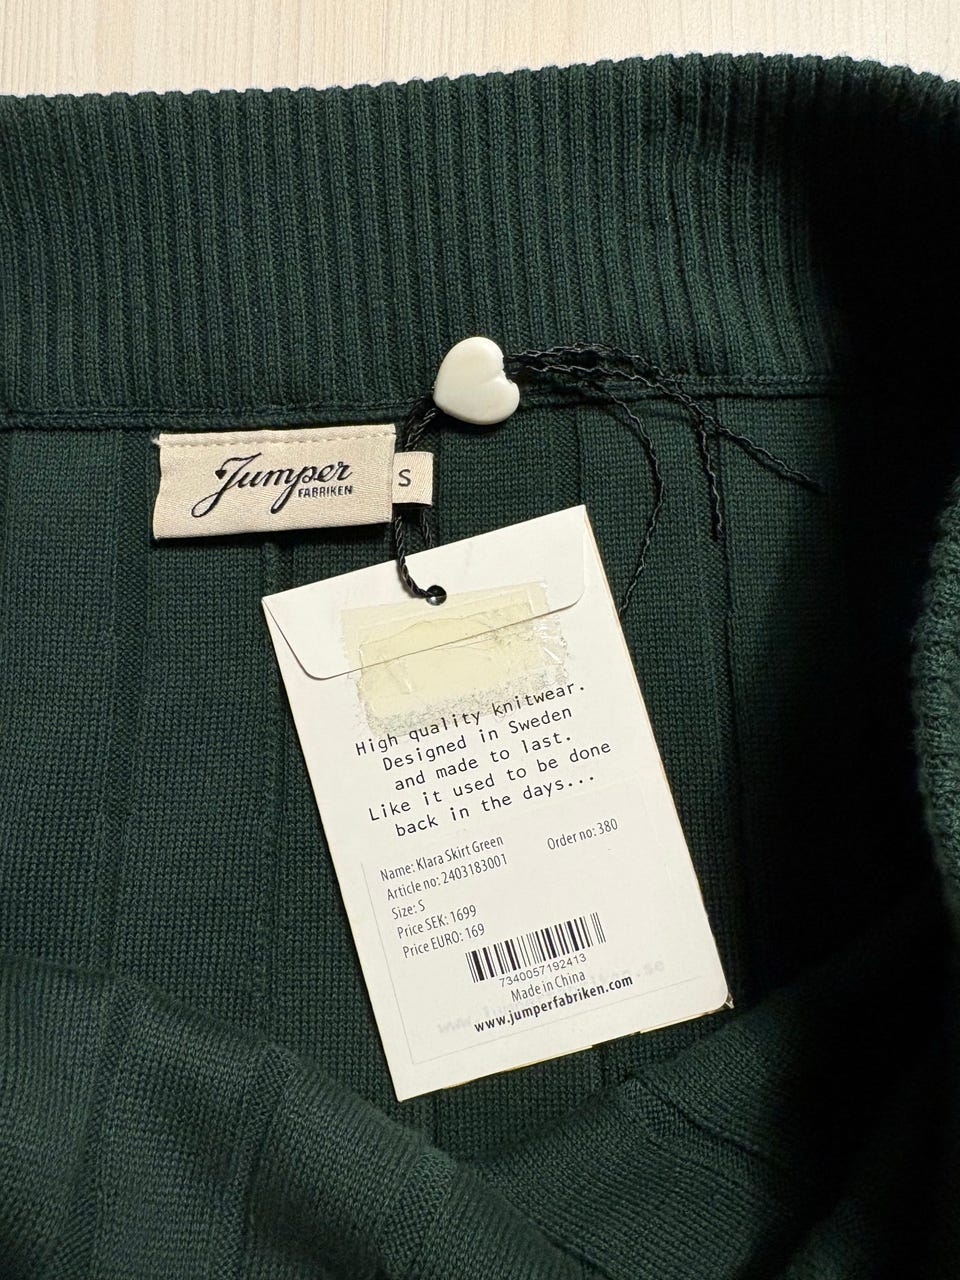 Jumper
FABRIKEN
S
High quality knitwear.
Designed in Sweden
and made to last.
Like it used to be done
back in the days...
Name: Klara Skirt Green
Order no: 380
Article no: 2403183001
Size: S
Price SEK: 1699
Price EURO: 169
7340057192413
Made in China
www.jumperfabriken.com